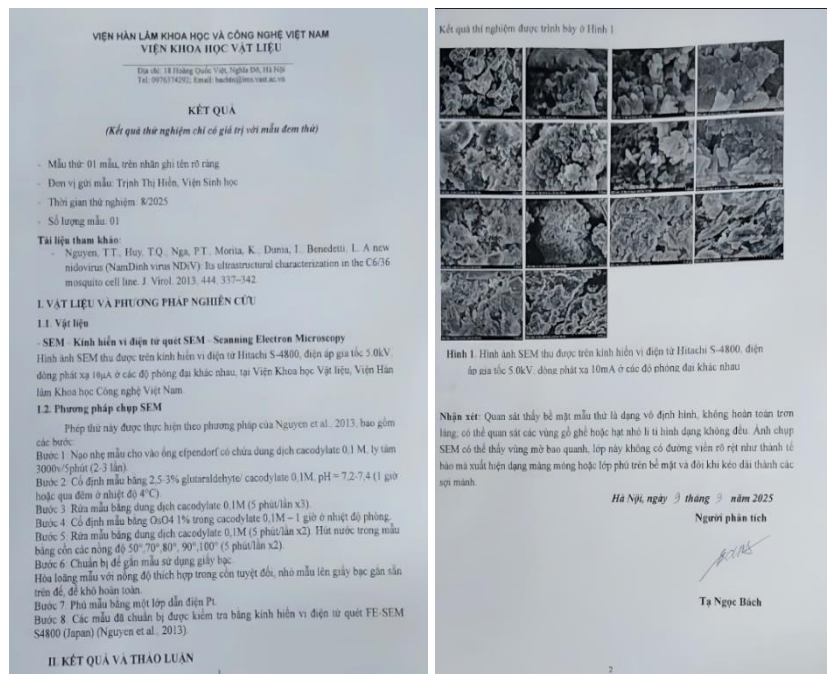 VIỆN HÀN LÂM KHOA HỌC VÀ CÔNG NGHỆ VIỆT NAM
VIỆN KHOA HỌC VẬT LIỆU
Địa chỉ: 18 Hoàng Quốc Việt, Nghĩa Đô, Hà Nội
Tel: 0976374292; Email:
KẾT QUẢ
(Kết quả thử nghiệm chỉ có giá trị với mẫu đem thử)
- Mẫu thử: 01 mẫu, trên nhãn ghi tên rõ ràng
- Đơn vị gửi mẫu: Trịnh Thị Hiền, Viện Sinh học
- Thời gian thử nghiệm: 8/2025
- Số lượng mẫu: 01
Tài liệu tham khảo:
- Nguyen, T.T., Huy, T.Q., Nga, P.T., Morita, K., Dunia, I., Benedetti, L. A new
nidovirus (NamDinh virus NDiV): Its ultrastructural characterization in the C6/36
mosquito cell line. J. Virol. 2013, 444, 337–342.
I. VẬT LIỆU VÀ PHƯƠNG PHÁP NGHIÊN CỨU
1.1. Vật liệu
- SEM - Kính hiển vi điện tử quét SEM - Scanning Electron Microscopy
Hình ảnh SEM thu được trên kính hiển vi điện tử Hitachi S-4800, điện áp gia tốc 5.0kV,
dòng phát xạ 10μA ở các độ phóng đại khác nhau, tại Viện Khoa học Vật liệu, Viện Hàn
lâm Khoa học Công nghệ Việt Nam.
1.2. Phương pháp chụp SEM
Phép thử này được thực hiện theo phương pháp của Nguyen et al., 2013, bao gồm
các bước:
Bước 1: Nạo nhẹ mẫu cho vào ống efpendorf có chứa dung dịch cacodylate 0,1 M, ly tâm
3000v/5phút (2-3 lần).
Bước 2: Cố định mẫu bằng 2,5-3% glutaraldehyte/ cacodylate 0,1M, pH = 7,2-7,4 (1 giờ
hoặc qua đêm ở nhiệt độ 4°C).
Bước 3: Rửa mẫu bằng dung dịch cacodylate 0,1M (5 phút/lần x3).
Bước 4: Cố định mẫu bằng OsO4 1% trong cacodylate 0,1M – 1 giờ ở nhiệt độ phòng.
Bước 5: Rửa mẫu bằng dung dịch cacodylate 0,1M (5 phút/lần x2). Hút nước trong mẫu
bằng cồn các nồng độ 50°,70°,80°, 90°,100° (5 phút/lần x2).
Bước 6: Chuẩn bị đế gắn mẫu sử dụng giấy bạc.
Hòa loãng mẫu với nồng độ thích hợp trong cồn tuyệt đối, nhỏ mẫu lên giấy bạc gắn sẵn
trên đế, để khô hoàn toàn.
Bước 7: Phủ mẫu bằng một lớp dẫn điện Pt.
Bước 8: Các mẫu đã chuẩn bị được kiểm tra bằng kính hiển vi điện tử quét FE-SEM
S4800 (Japan) (Nguyen et al., 2013).
II. KẾT QUẢ VÀ THẢO LUẬN
Kết quả thí nghiệm được trình bày ở Hình 1
Hình 1. Hình ảnh SEM thu được trên kính hiển vi điện tử Hitachi S-4800, điện
áp gia tốc 5.0kV, dòng phát xạ 10mA ở các độ phóng đại khác nhau
Nhận xét: Quan sát thấy bề mặt mẫu thử là dạng vô định hình, không hoàn toàn trơn
láng, có thể quan sát các vùng gồ ghề hoặc hạt nhỏ li ti hình dạng không đều. Ảnh chụp
SEM có thể thấy vùng mờ bao quanh, lớp này không có đường viền rõ rệt như thành tế
bào mà xuất hiện dạng màng mỏng hoặc lớp phủ trên bề mặt và đôi khi kéo dài thành các
sợi mảnh.
Hà Nội, ngày 9 tháng 9 năm 2025
Người phân tích
Tạ Ngọc Bách
2